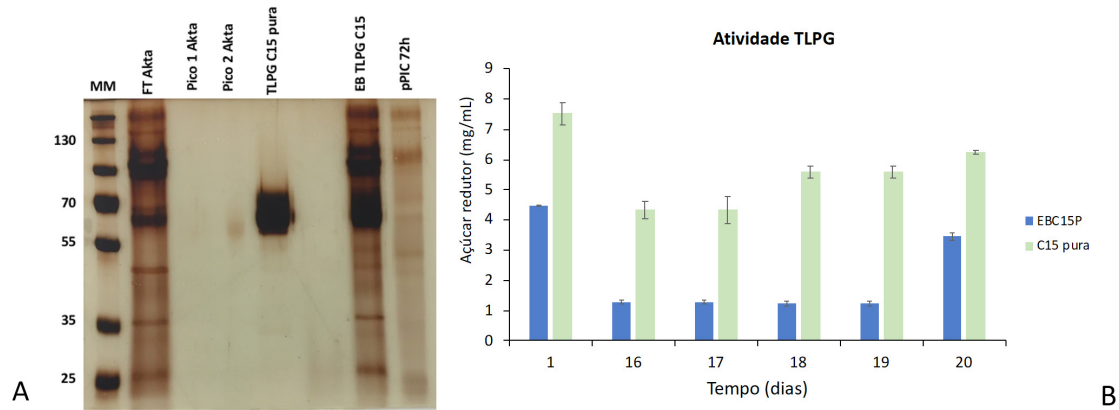 MM
FT Akta
Pico 1 Akta
Pico 2 Akta
TLPG C15 pura
EB TLPG C15
pPIC 72h
130
70
55
35
25
A
Atividade TLPG
Açúcar redutor (mg/mL)
9
8
7
6
5
4
3
2
1
0
1 16 17 18 19 20
Tempo (dias)
EBC15P
C15 pura
B